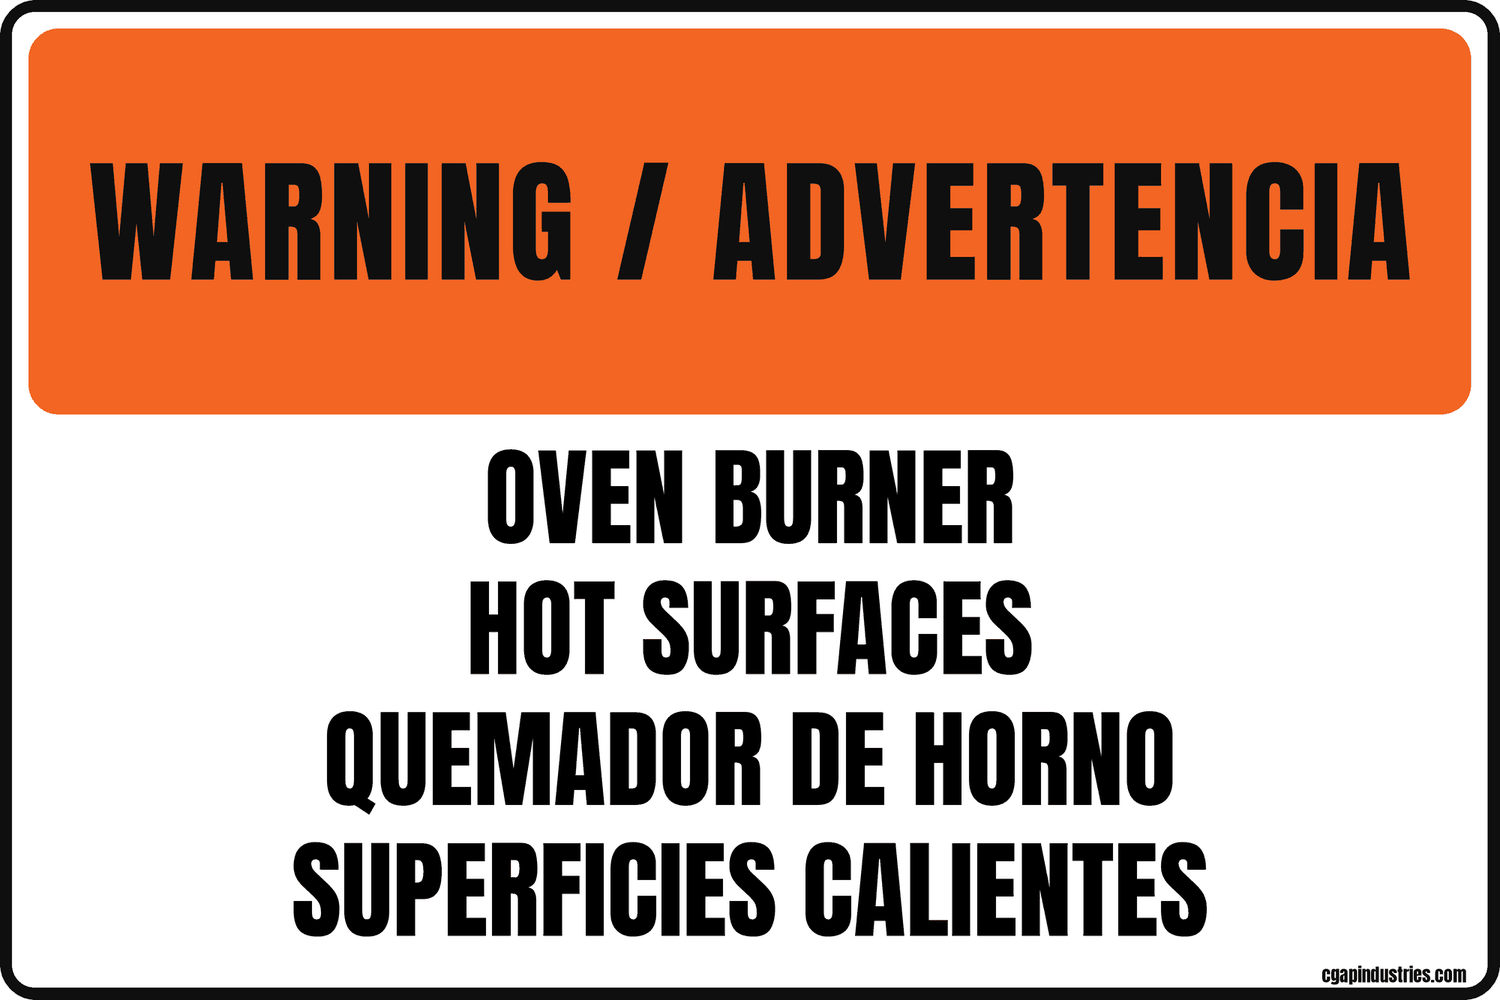 WARNING / ADVERTENCIA
OVEN BURNER
HOT SURFACES
QUEMADOR DE HORNO
SUPERFICIES CALIENTES
cgapindustries.com